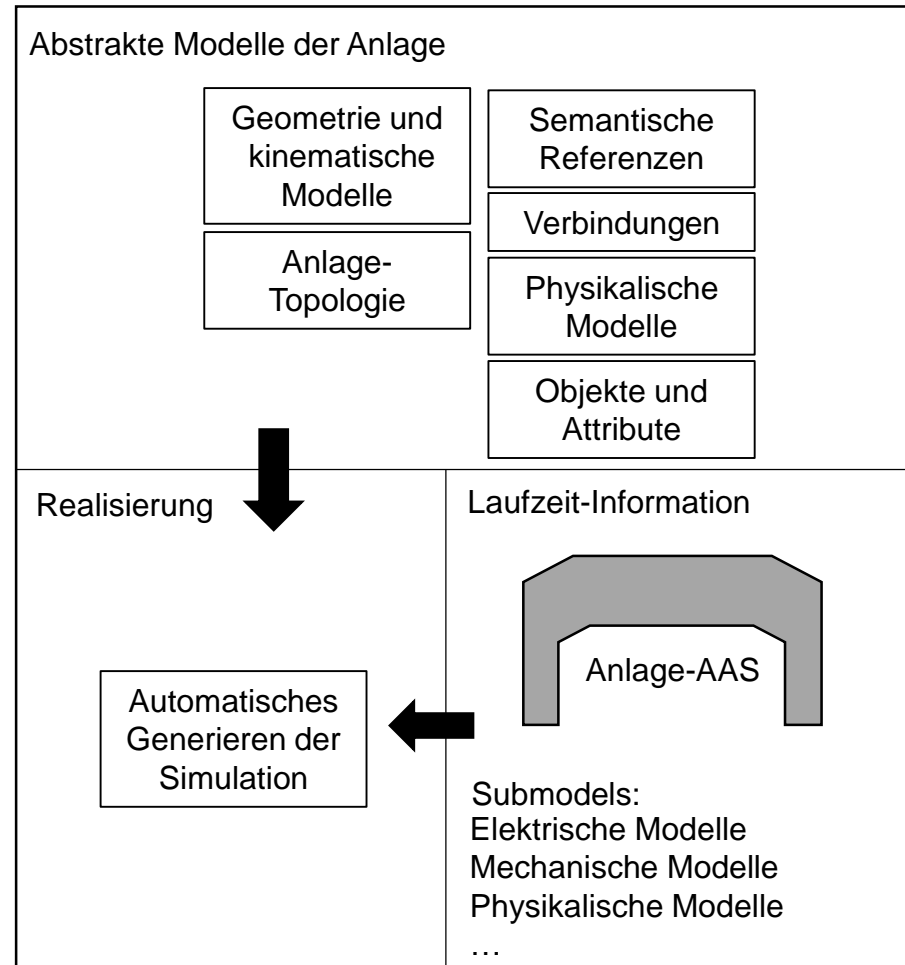 Abstrakte Modelle der Anlage
Geometrie und
kinematische
Modelle
Anlage-
Topologie
Semantische
Referenzen
Verbindungen
Physikalische
Modelle
Objekte und
Attribute
Realisierung
Automatisches
Generieren der
Simulation
Laufzeit-Information
Anlage-AAS
Submodels:
Elektrische Modelle
Mechanische Modelle
Physikalische Modelle
…